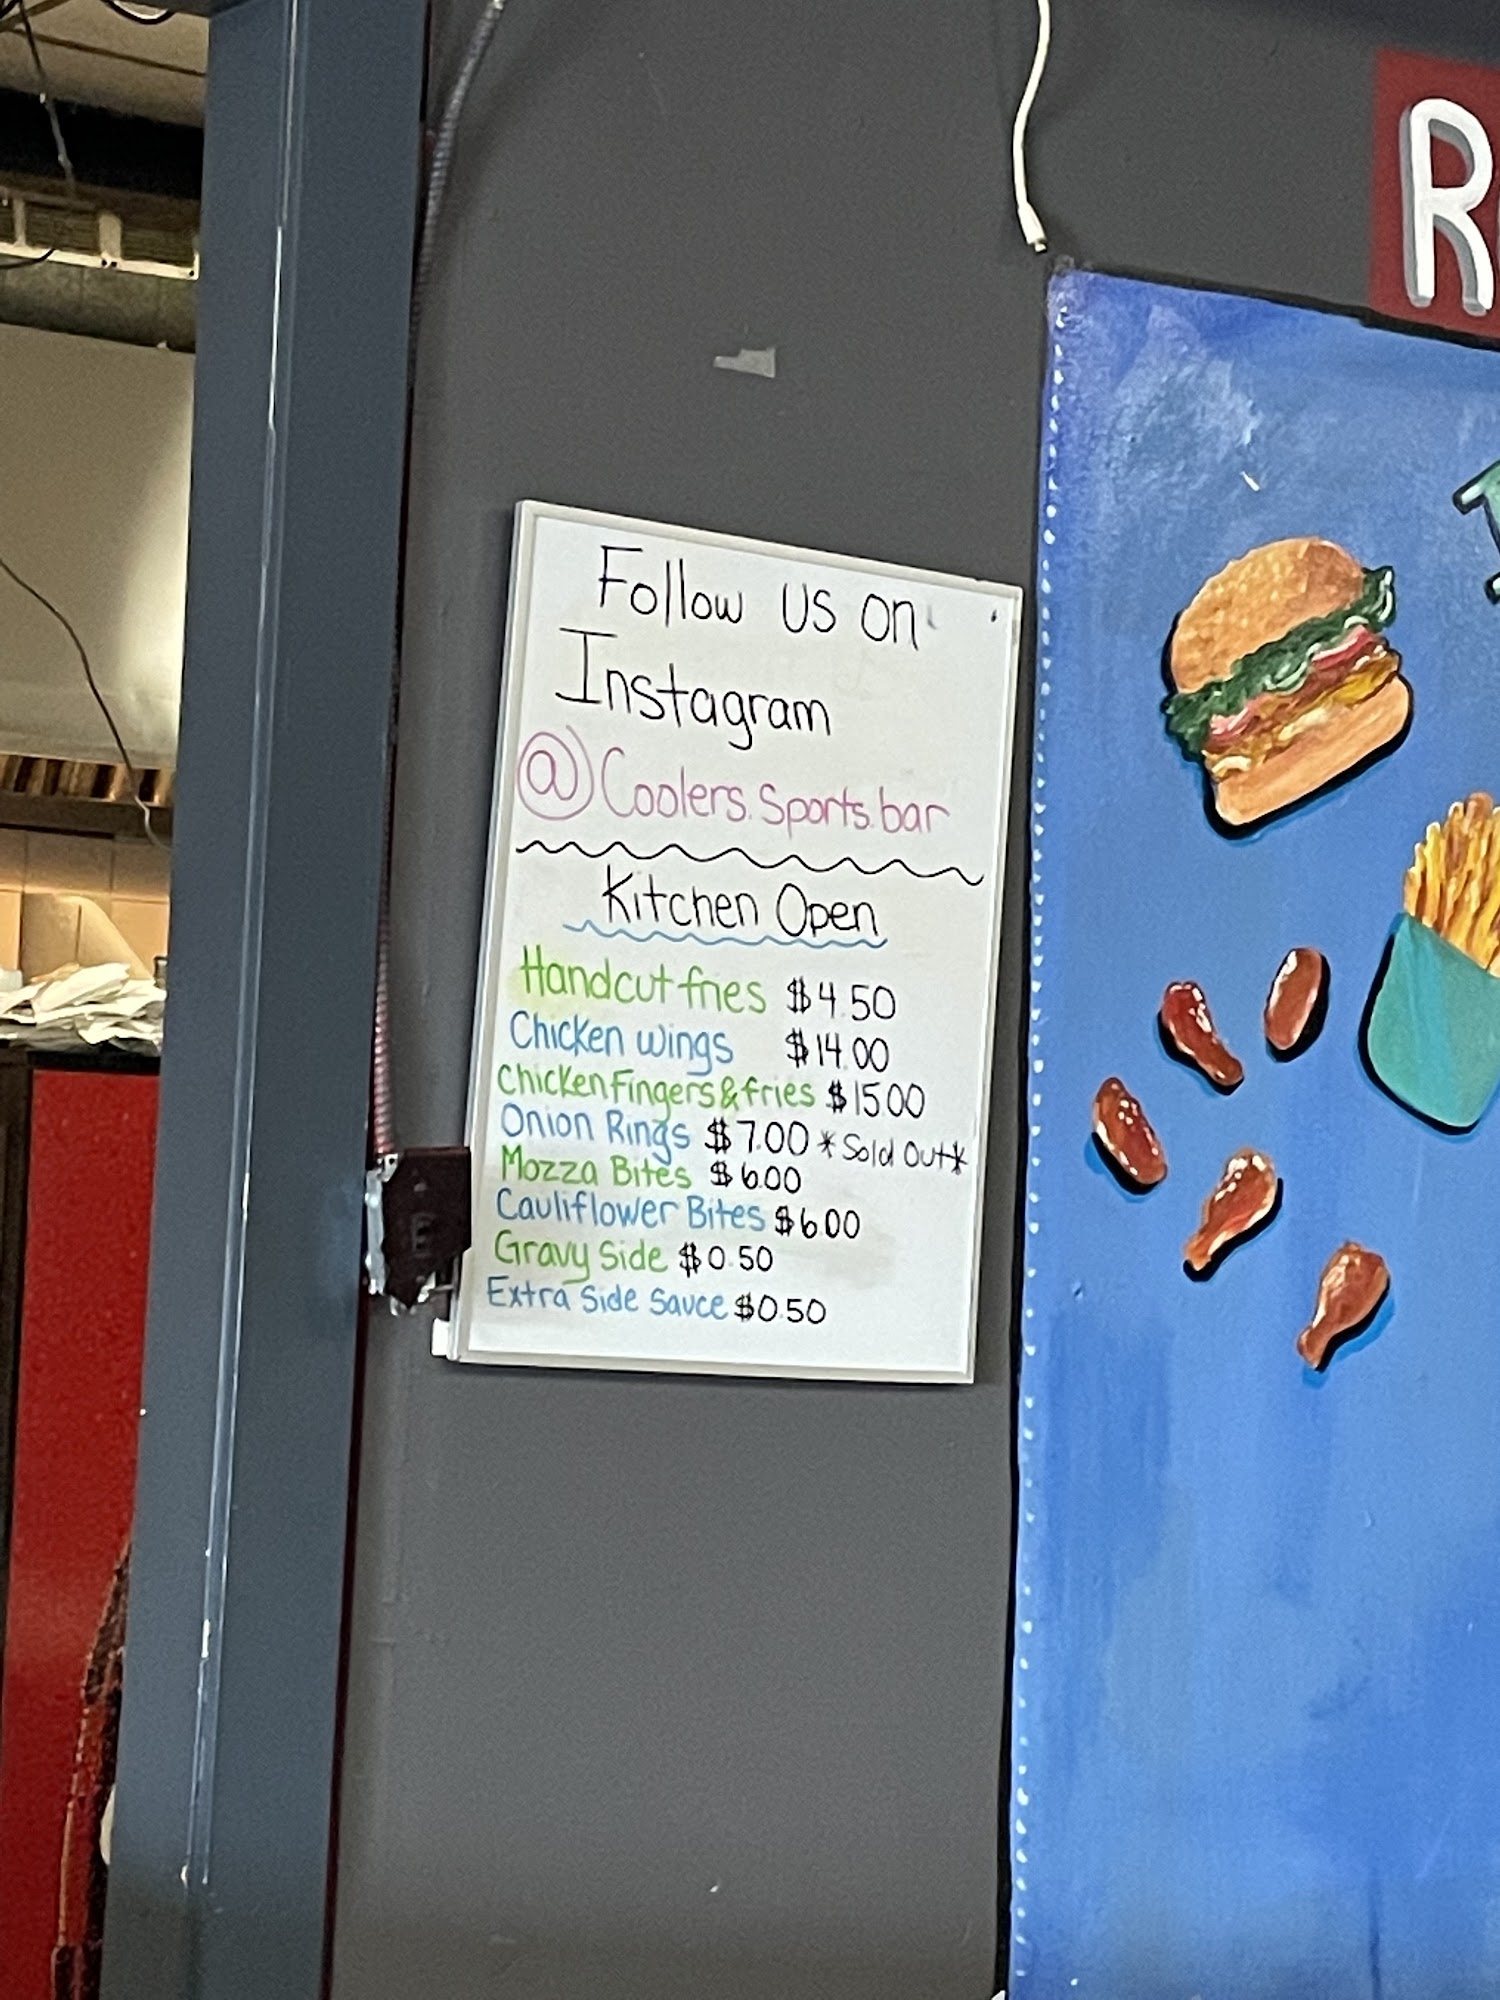 Follow us on
Instagram
@Coolers.sports.bar
Kitchen Open
Handcut fries $4.50
Chicken wings $14.00
Chicken Fingers & fries $15.00
Onion Rings $7.00 *Sold Out*
Mozza Bites $6.00
Cauliflower Bites $6.00
Gravy Side $0.50
Extra Side Sauce $0.50
R